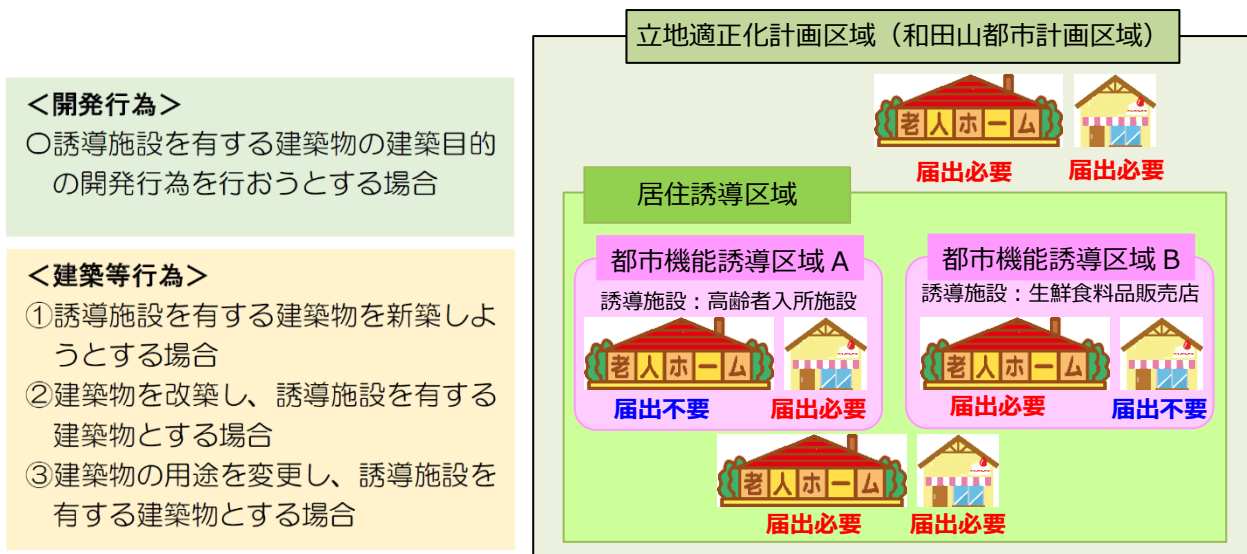 ＜開発行為＞
〇誘導施設を有する建築物の建築目的
の開発行為を行おうとする場合
＜建築等行為＞
①誘導施設を有する建築物を新築しよ
うとする場合
②建築物を改築し、誘導施設を有する
建築物とする場合
③建築物の用途を変更し、誘導施設を
有する建築物とする場合
立地適正化計画区域（和田山都市計画区域）
老人ホーム
届出必要
届出必要
居住誘導区域
都市機能誘導区域 A
誘導施設：高齢者入所施設
老人ホーム
届出不要
届出必要
都市機能誘導区域 B
誘導施設：生鮮食料品販売店
老人ホーム
届出必要
届出不要
老人ホーム
届出必要
届出必要